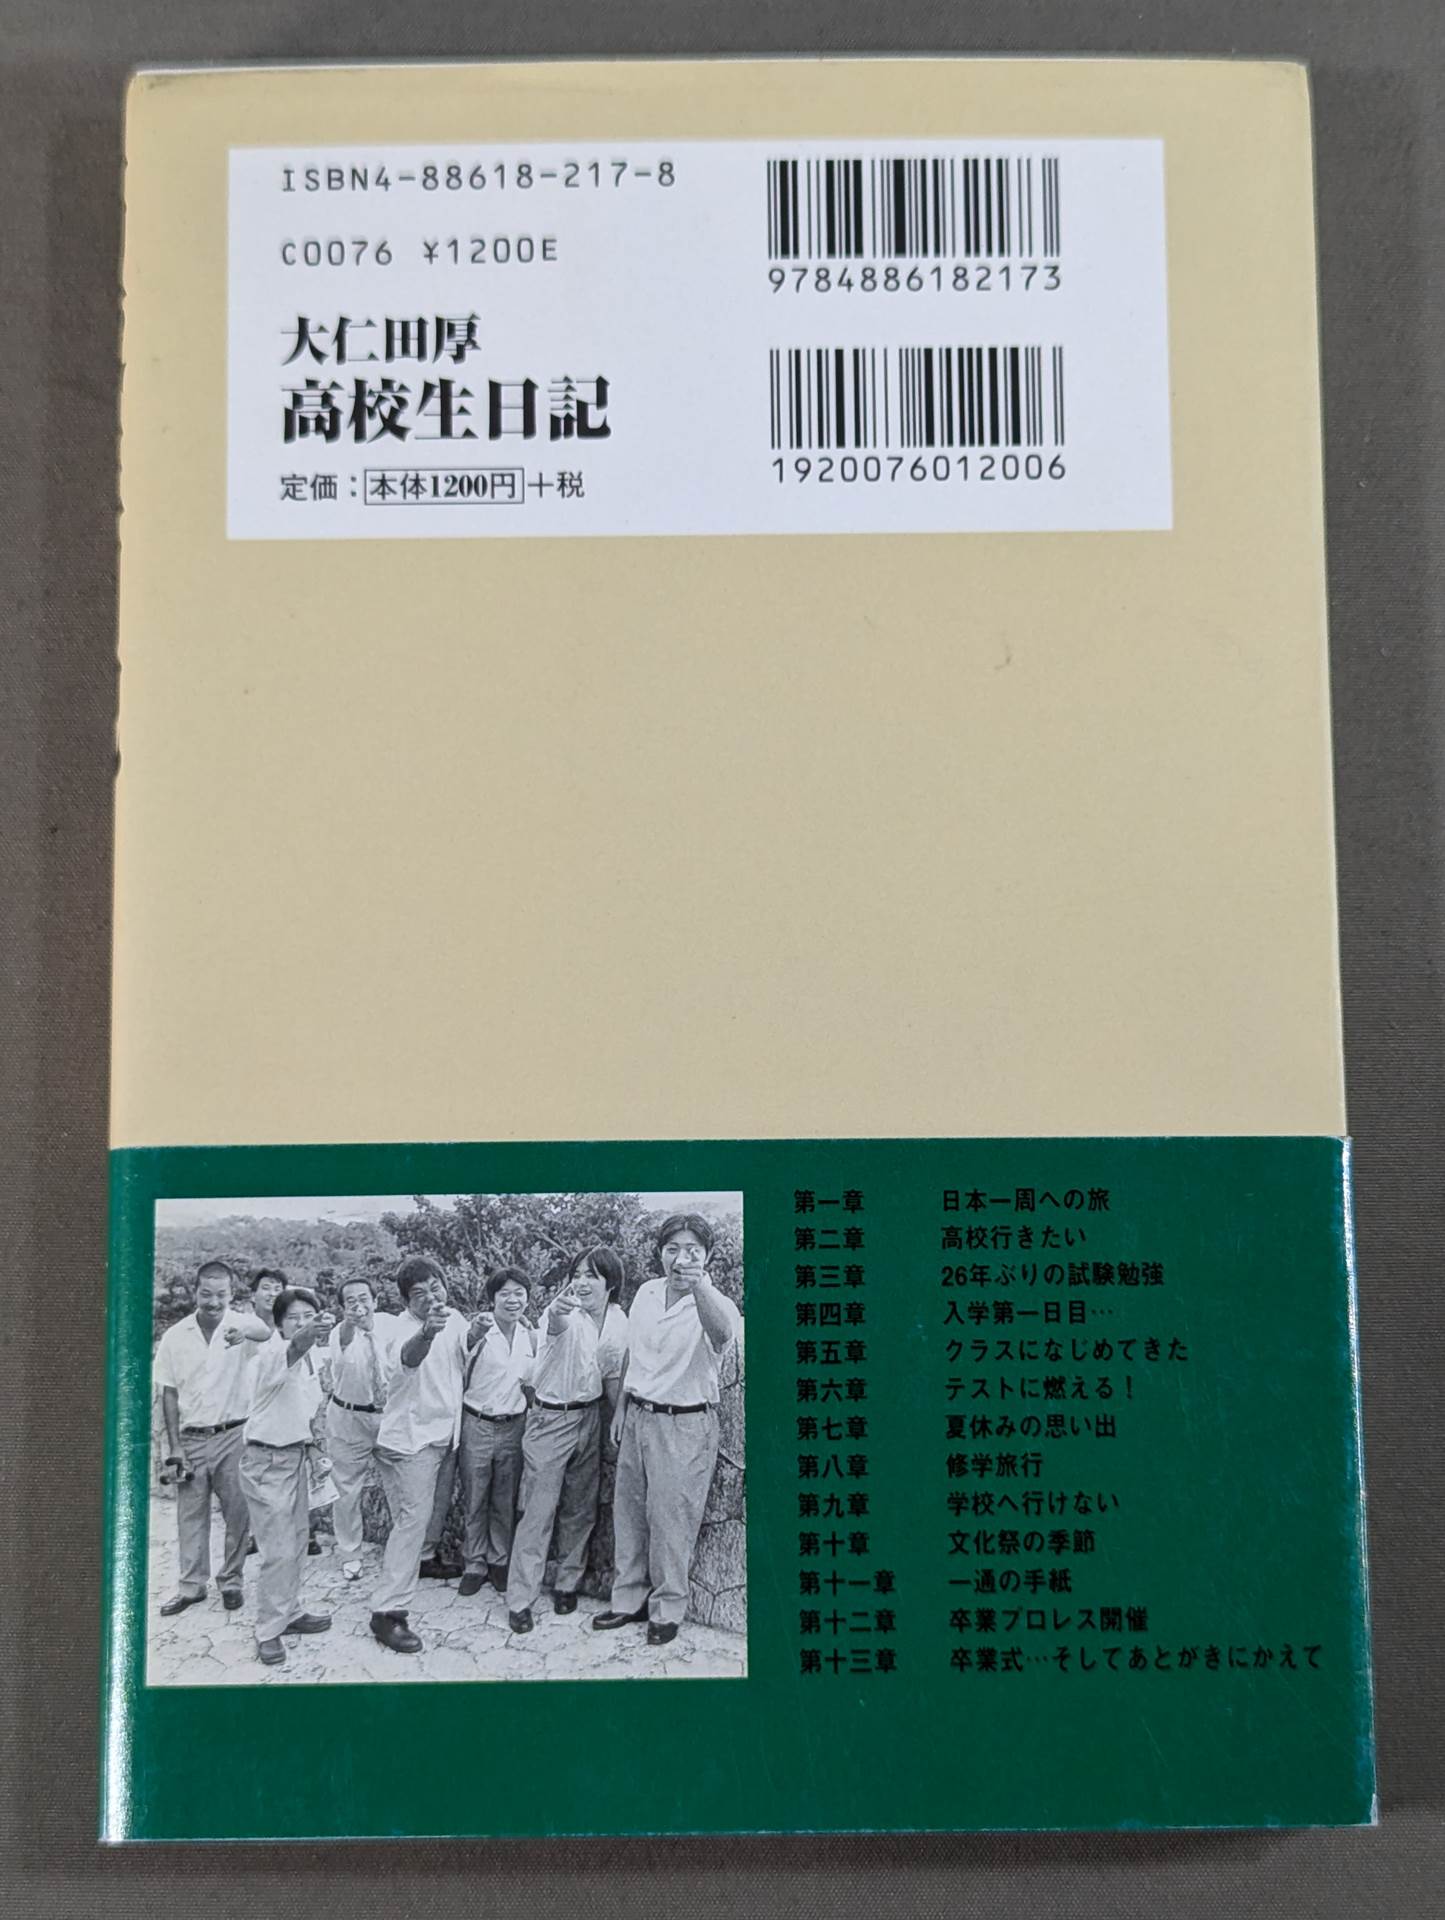 ISBN4-88618-217-8
C0076 ¥1200E
大仁田厚
高校生日記
定価：本体1200円＋税
9784886182173
1920076012006
第一章 日本一周への旅
第二章 高校行きたい
第三章 26年ぶりの試験勉強
第四章 入学第一日目…
第五章 クラスになじめてきた
第六章 テストに燃える！
第七章 夏休みの思い出
第八章 修学旅行
第九章 学校へ行けない
第十章 文化祭の季節
第十一章 一通の手紙
第十二章 卒業プロレス開催
第十三章 卒業式…そしてあとがきにかえて